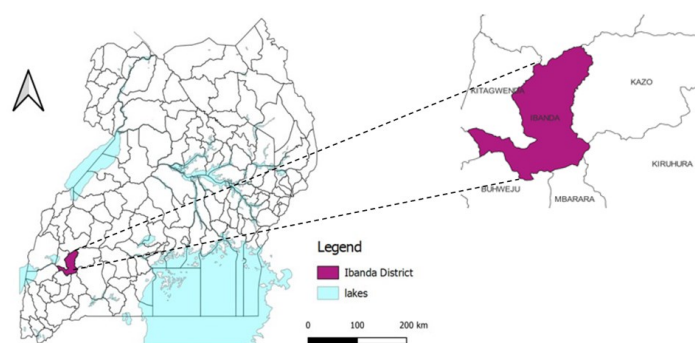 KITAGWENDA
KAZO
IBANDA
KIRUHURA
BUHWEJU
MBARARA
Legend
Ibanda District
lakes
0 100 200 km